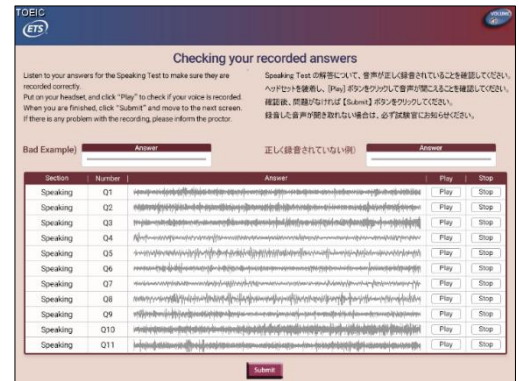 TOEIC
ETS
VOLUME
Checking your recorded answers
Listen to your answers for the Speaking Test to make sure they are
recorded correctly.
Put on your headset, and click "Play" to check if your voice is recorded.
When you are finished, click "Submit" and move to the next screen.
If there is any problem with the recording, please inform the proctor.
Speaking Test の解答について、音声が正しく録音されていることを確認してください。
ヘッドセットを装着し、[Play] ボタンをクリックして音声が聞こえることを確認してください。
確認後、問題がなければ【Submit】ボタンをクリックしてください。
録音した音声が聞き取れない場合は、必ず試験官にお知らせください。
Bad Example) Answer
正しく録音されていない例) Answer
Section Number Answer Play Stop
Speaking Q1 Play Stop
Speaking Q2 Play Stop
Speaking Q3 Play Stop
Speaking Q4 Play Stop
Speaking Q5 Play Stop
Speaking Q6 Play Stop
Speaking Q7 Play Stop
Speaking Q8 Play Stop
Speaking Q9 Play Stop
Speaking Q10 Play Stop
Speaking Q11 Play Stop
Submit